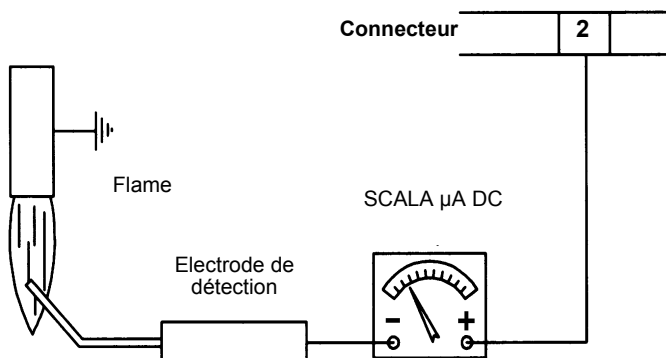 Connecteur 2
Flame
SCALA µA DC
Electrode de
détection
- +